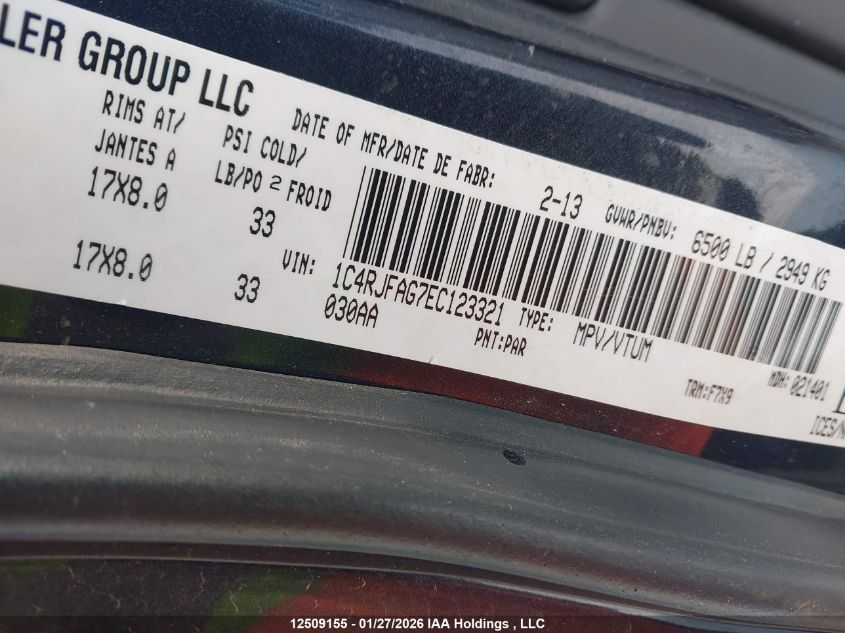 LER GROUP LLC
RIMS AT/ JANTES A
PSI COLD/ LB/PO ² FROID
DATE OF MFR/DATE DE FABR: 2-13 GVWR/PNBV: 6500 LB / 2949 KG
17X8.0 33
17X8.0 33
VIN: 1C4RJFAG7EC123321 TYPE: MPV/VTUM MDH: 021401
030AA PNT:PAR TRM:F7X9
ICES/
12509155 - 01/27/2026 IAA Holdings , LLC